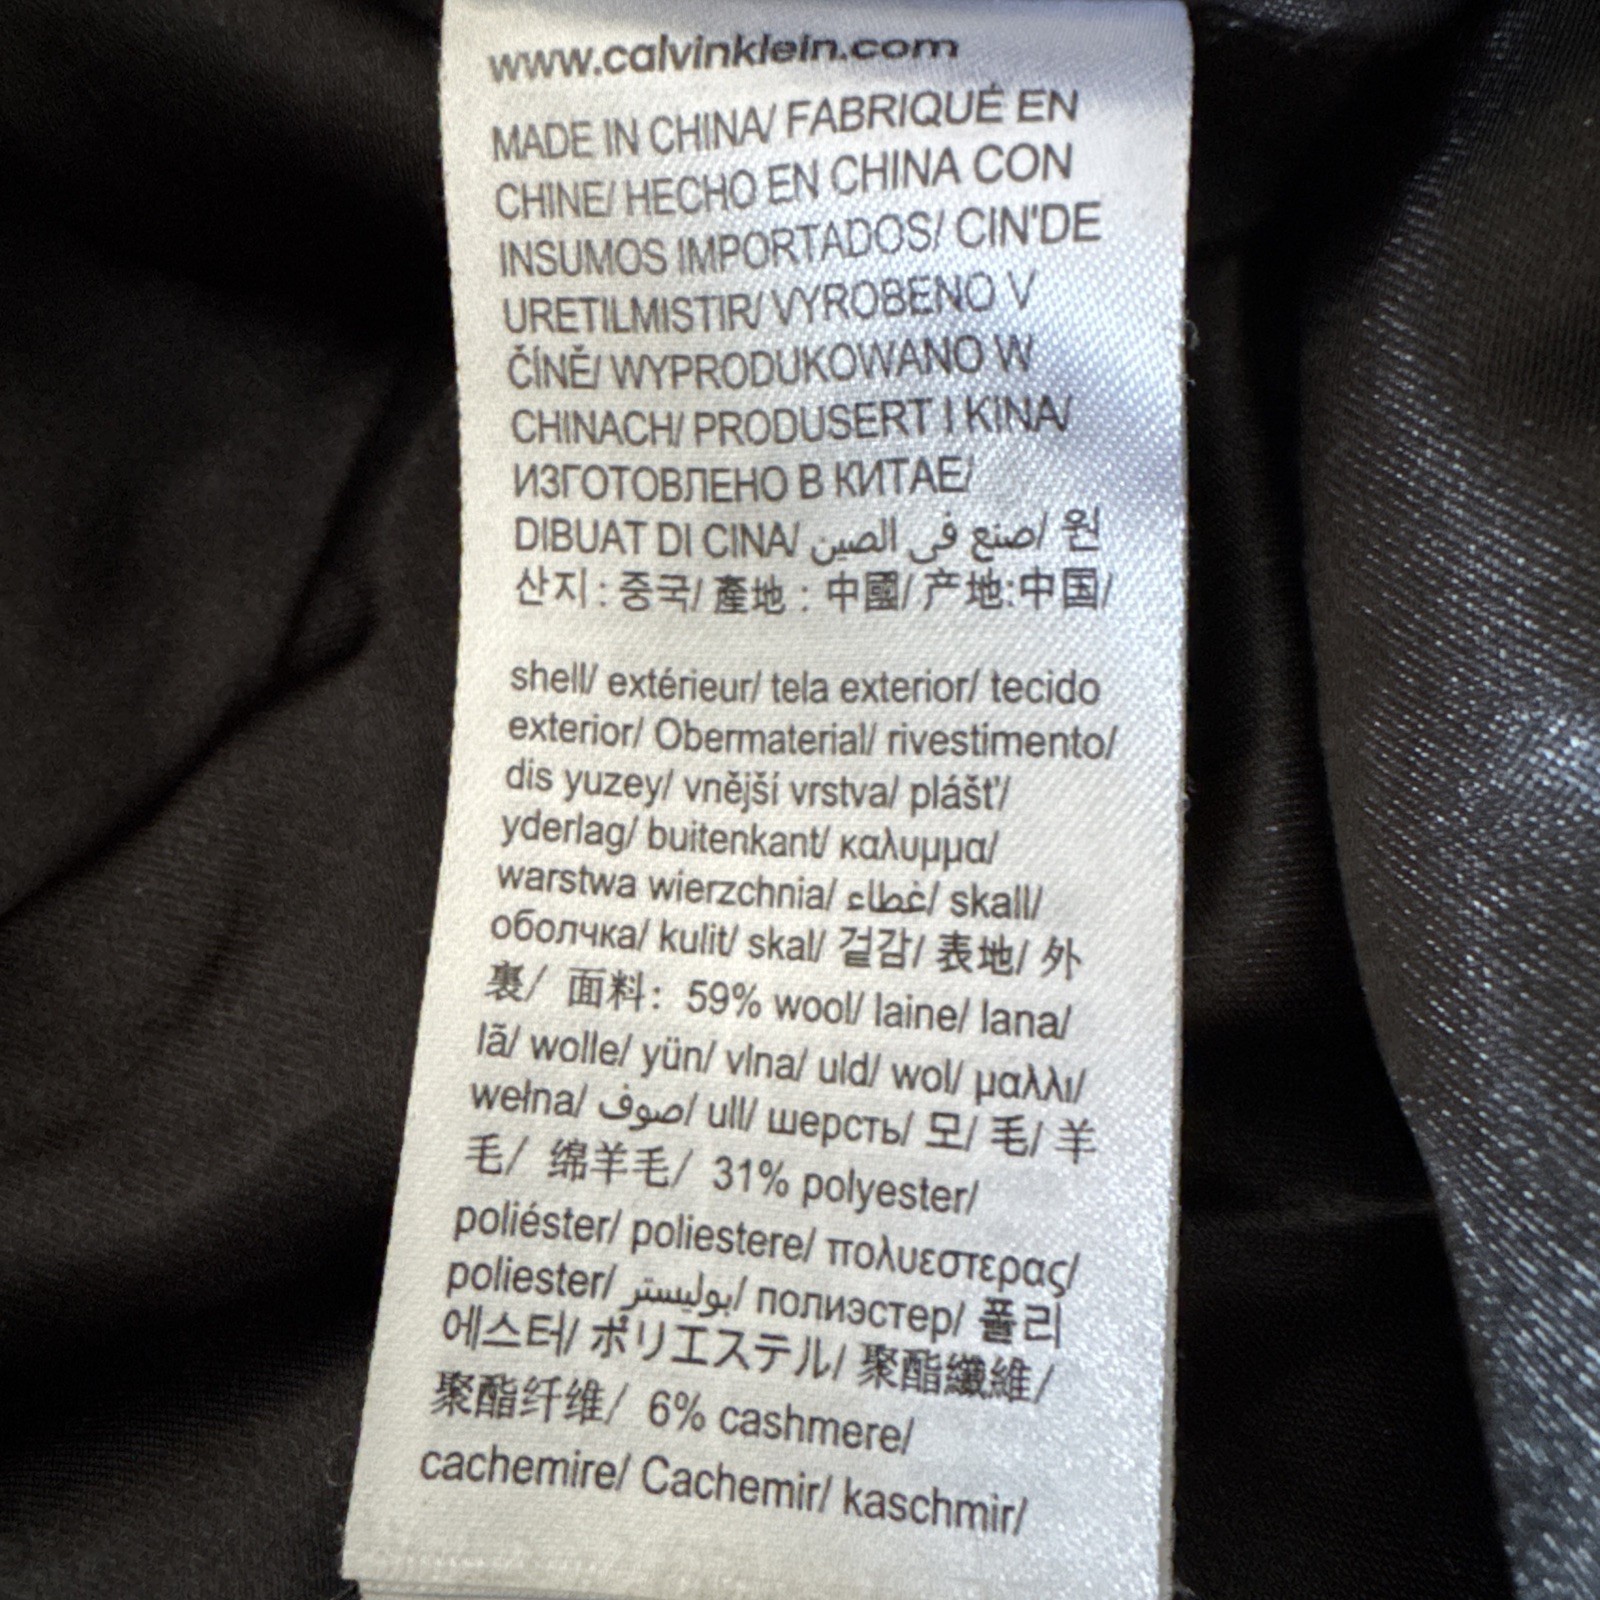 www.calvinklein.com
MADE IN CHINA/ FABRIQUÉ EN
CHINE/ HECHO EN CHINA CON
INSUMOS IMPORTADOS/ CIN'DE
URETILMISTIR/ VYROBENO V
ČÍNĚ/ WYPRODUKOWANO W
CHINACH/ PRODUSERT I KINA/
ИЗГОТОВЛЕНО В КИТАЕ/
DIBUAT DI CINA/ صنع في الصين/ 원
산지 : 중국/ 產地 : 中國/ 产地:中国/
shell/ extérieur/ tela exterior/ tecido
exterior/ Obermaterial/ rivestimento/
dis yuzey/ vnější vrstva/ plášť/
yderlag/ buitenkant/ καλυμμα/
warstwa wierzchnia/ غطاء/ skall/
оболчка/ kulit/ skal/ 겉감/ 表地/ 外
裏/ 面料: 59% wool/ laine/ lana/
lã/ wolle/ yün/ vlna/ uld/ wol/ μαλλι/
wełna/ صوف/ ull/ шерсть/ 모/ 毛/ 羊
毛/ 绵羊毛/ 31% polyester/
poliéster/ poliestere/ πολυεστερας/
poliester/ بوليستر/ полиэстер/ 폴리
에스터/ ポリエステル/ 聚酯纖維/
聚酯纤维/ 6% cashmere/
cachemire/ Cachemir/ kaschmir/